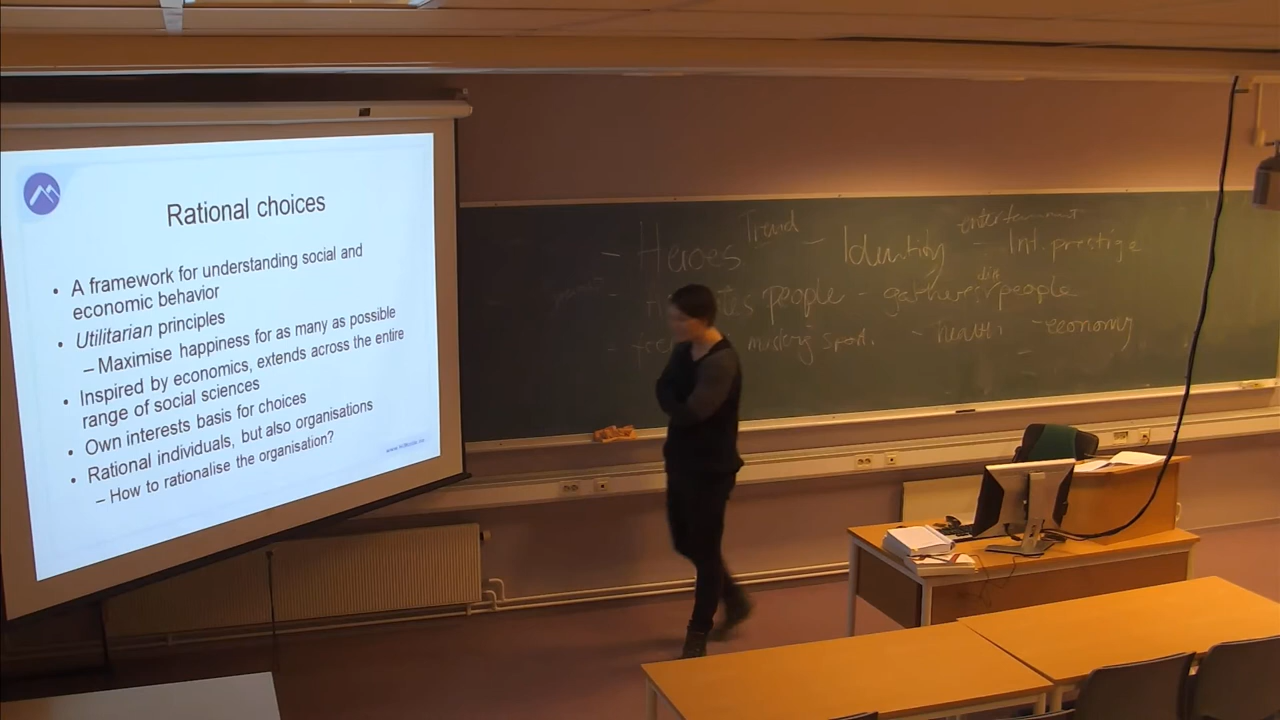 Rational choices
• A framework for understanding social and
economic behavior
• Utilitarian principles
– Maximise happiness for as many as possible
• Inspired by economics, extends across the entire
range of social sciences
• Own interests basis for choices
• Rational individuals, but also organisations
– How to rationalise the organisation?
Trend entertainment
– Heroes – Identity – Int. prestige
dis
people – gathers/people
sport. – health – economy